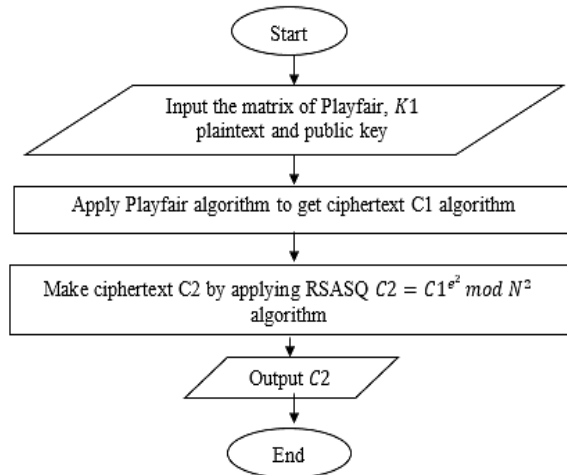 Start
Input the matrix of Playfair, K1
plaintext and public key
Apply Playfair algorithm to get ciphertext C1 algorithm
Make ciphertext C2 by applying RSASQ C2 = C1^{e^2} mod N^2
algorithm
Output C2
End